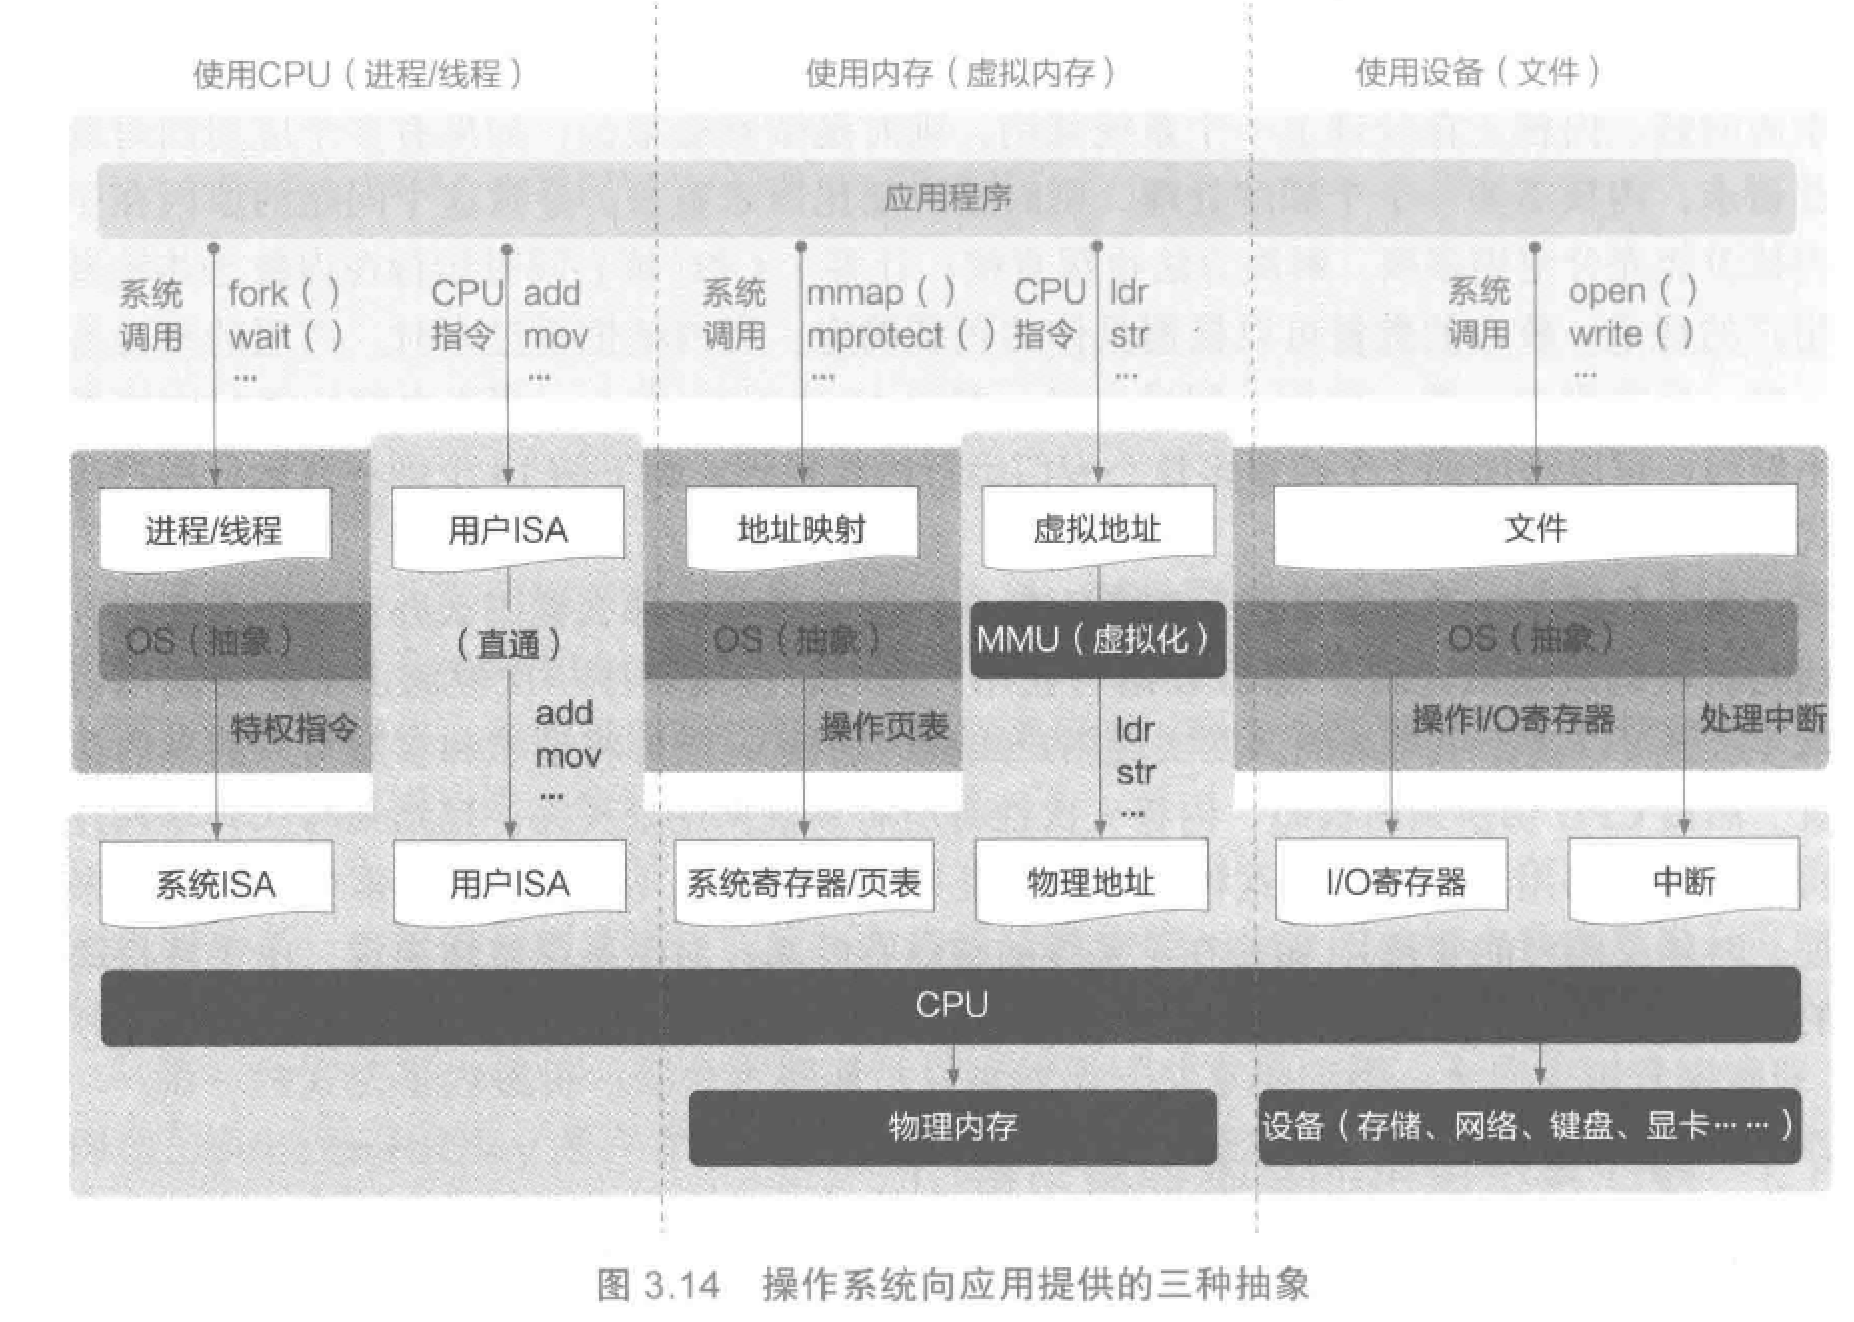 使用CPU（进程/线程）
使用内存（虚拟内存）
使用设备（文件）
应用程序
系统
调用
fork（ ）
wait（ ）
…
CPU
指令
add
mov
…
系统
调用
mmap（ ）
mprotect（ ）
…
CPU
指令
ldr
str
…
系统
调用
open（ ）
write（ ）
…
进程/线程
用户ISA
地址映射
虚拟地址
文件
OS（抽象）
（直通）
OS（抽象）
MMU（虚拟化）
OS（抽象）
特权指令
add
mov
…
操作页表
ldr
str
…
操作I/O寄存器
处理中断
系统ISA
用户ISA
系统寄存器/页表
物理地址
I/O寄存器
中断
CPU
物理内存
设备（存储、网络、键盘、显卡……）
图 3.14　操作系统向应用提供的三种抽象